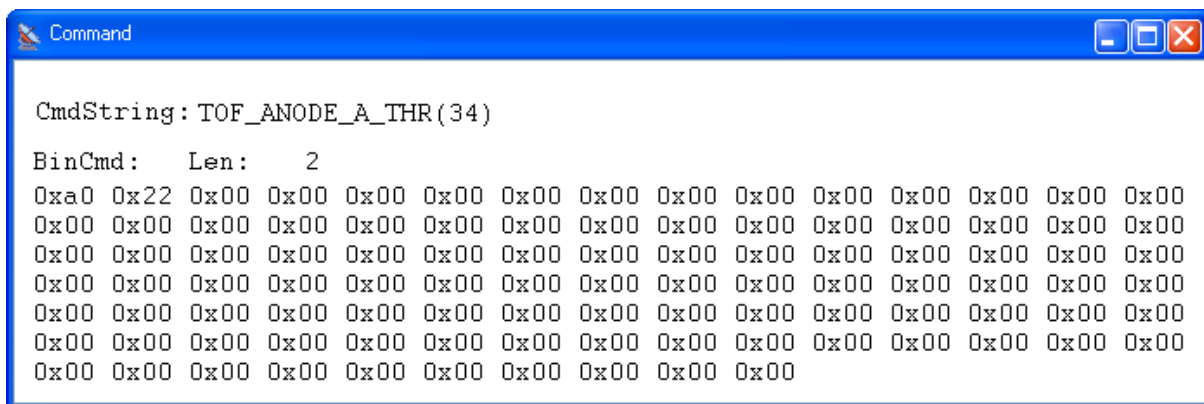 Command
CmdString: TOF_ANODE_A_THR(34)
BinCmd: Len: 2
0xa0 0x22 0x00 0x00 0x00 0x00 0x00 0x00 0x00 0x00 0x00 0x00 0x00 0x00 0x00
0x00 0x00 0x00 0x00 0x00 0x00 0x00 0x00 0x00 0x00 0x00 0x00 0x00 0x00 0x00
0x00 0x00 0x00 0x00 0x00 0x00 0x00 0x00 0x00 0x00 0x00 0x00 0x00 0x00 0x00
0x00 0x00 0x00 0x00 0x00 0x00 0x00 0x00 0x00 0x00 0x00 0x00 0x00 0x00 0x00
0x00 0x00 0x00 0x00 0x00 0x00 0x00 0x00 0x00 0x00 0x00 0x00 0x00 0x00 0x00
0x00 0x00 0x00 0x00 0x00 0x00 0x00 0x00 0x00 0x00 0x00 0x00 0x00 0x00 0x00
0x00 0x00 0x00 0x00 0x00 0x00 0x00 0x00 0x00 0x00